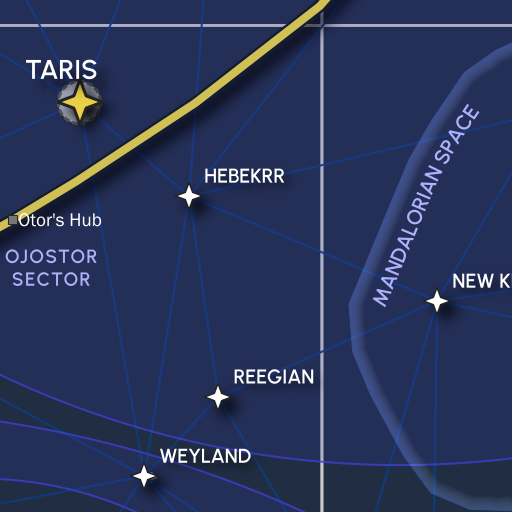 TARIS
HEBEKRR
MANDALORIAN SPACE
Otor's Hub
OJOSTOR
SECTOR
NEW K
REEGIAN
WEYLAND